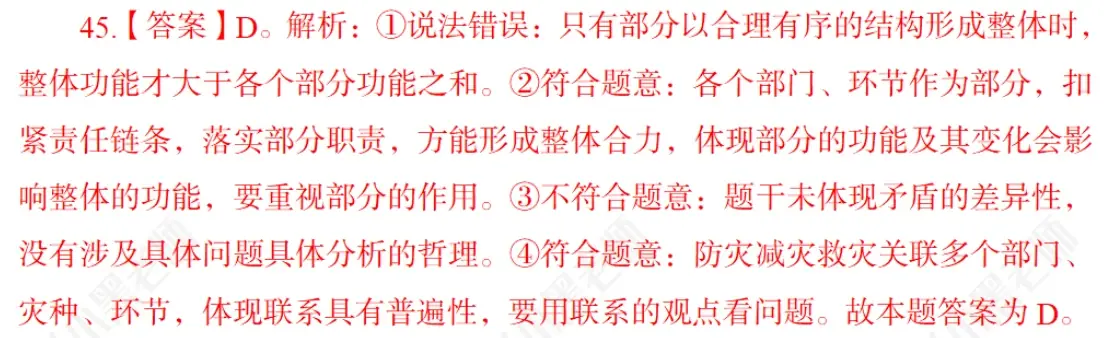 45.【答案】D。解析：①说法错误：只有部分以合理有序的结构形成整体时，
整体功能才大于各个部分功能之和。②符合题意：各个部门、环节作为部分，扣
紧责任链条，落实部分职责，方能形成整体合力，体现部分的功能及其变化会影
响整体的功能，要重视部分的作用。③不符合题意：题干未体现矛盾的差异性，
没有涉及具体问题具体分析的哲理。④符合题意：防灾减灾救灾关联多个部门、
灾种、环节，体现联系具有普遍性，要用联系的观点看问题。故本题答案为 D。